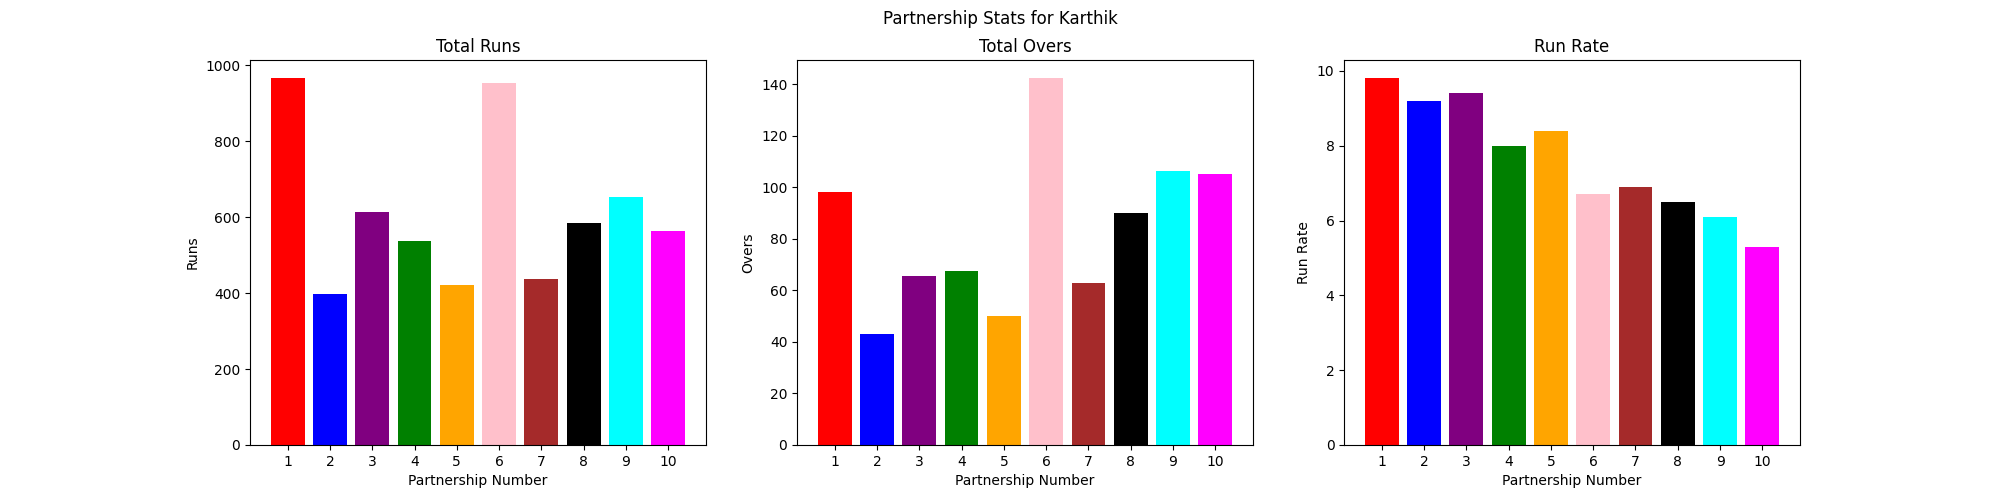 Partnership Stats for Karthik
Total Runs
1000
800
600
400
200
0
Runs
1 2 3 4 5 6 7 8 9 10
Partnership Number
Total Overs
140
120
100
80
60
40
20
0
Overs
1 2 3 4 5 6 7 8 9 10
Partnership Number
Run Rate
10
8
6
4
2
0
Run Rate
1 2 3 4 5 6 7 8 9 10
Partnership Number